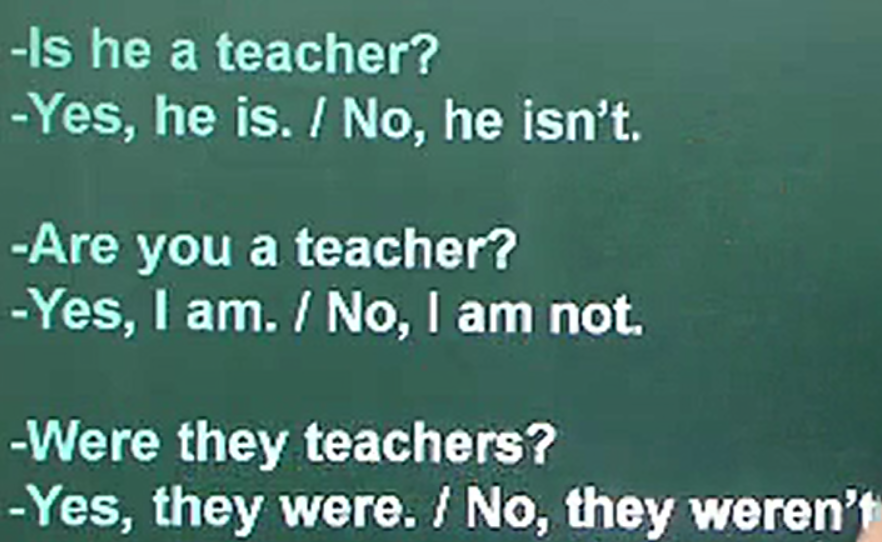 -Is he a teacher?
-Yes, he is. / No, he isn't.
-Are you a teacher?
-Yes, I am. / No, I am not.
-Were they teachers?
-Yes, they were. / No, they weren't